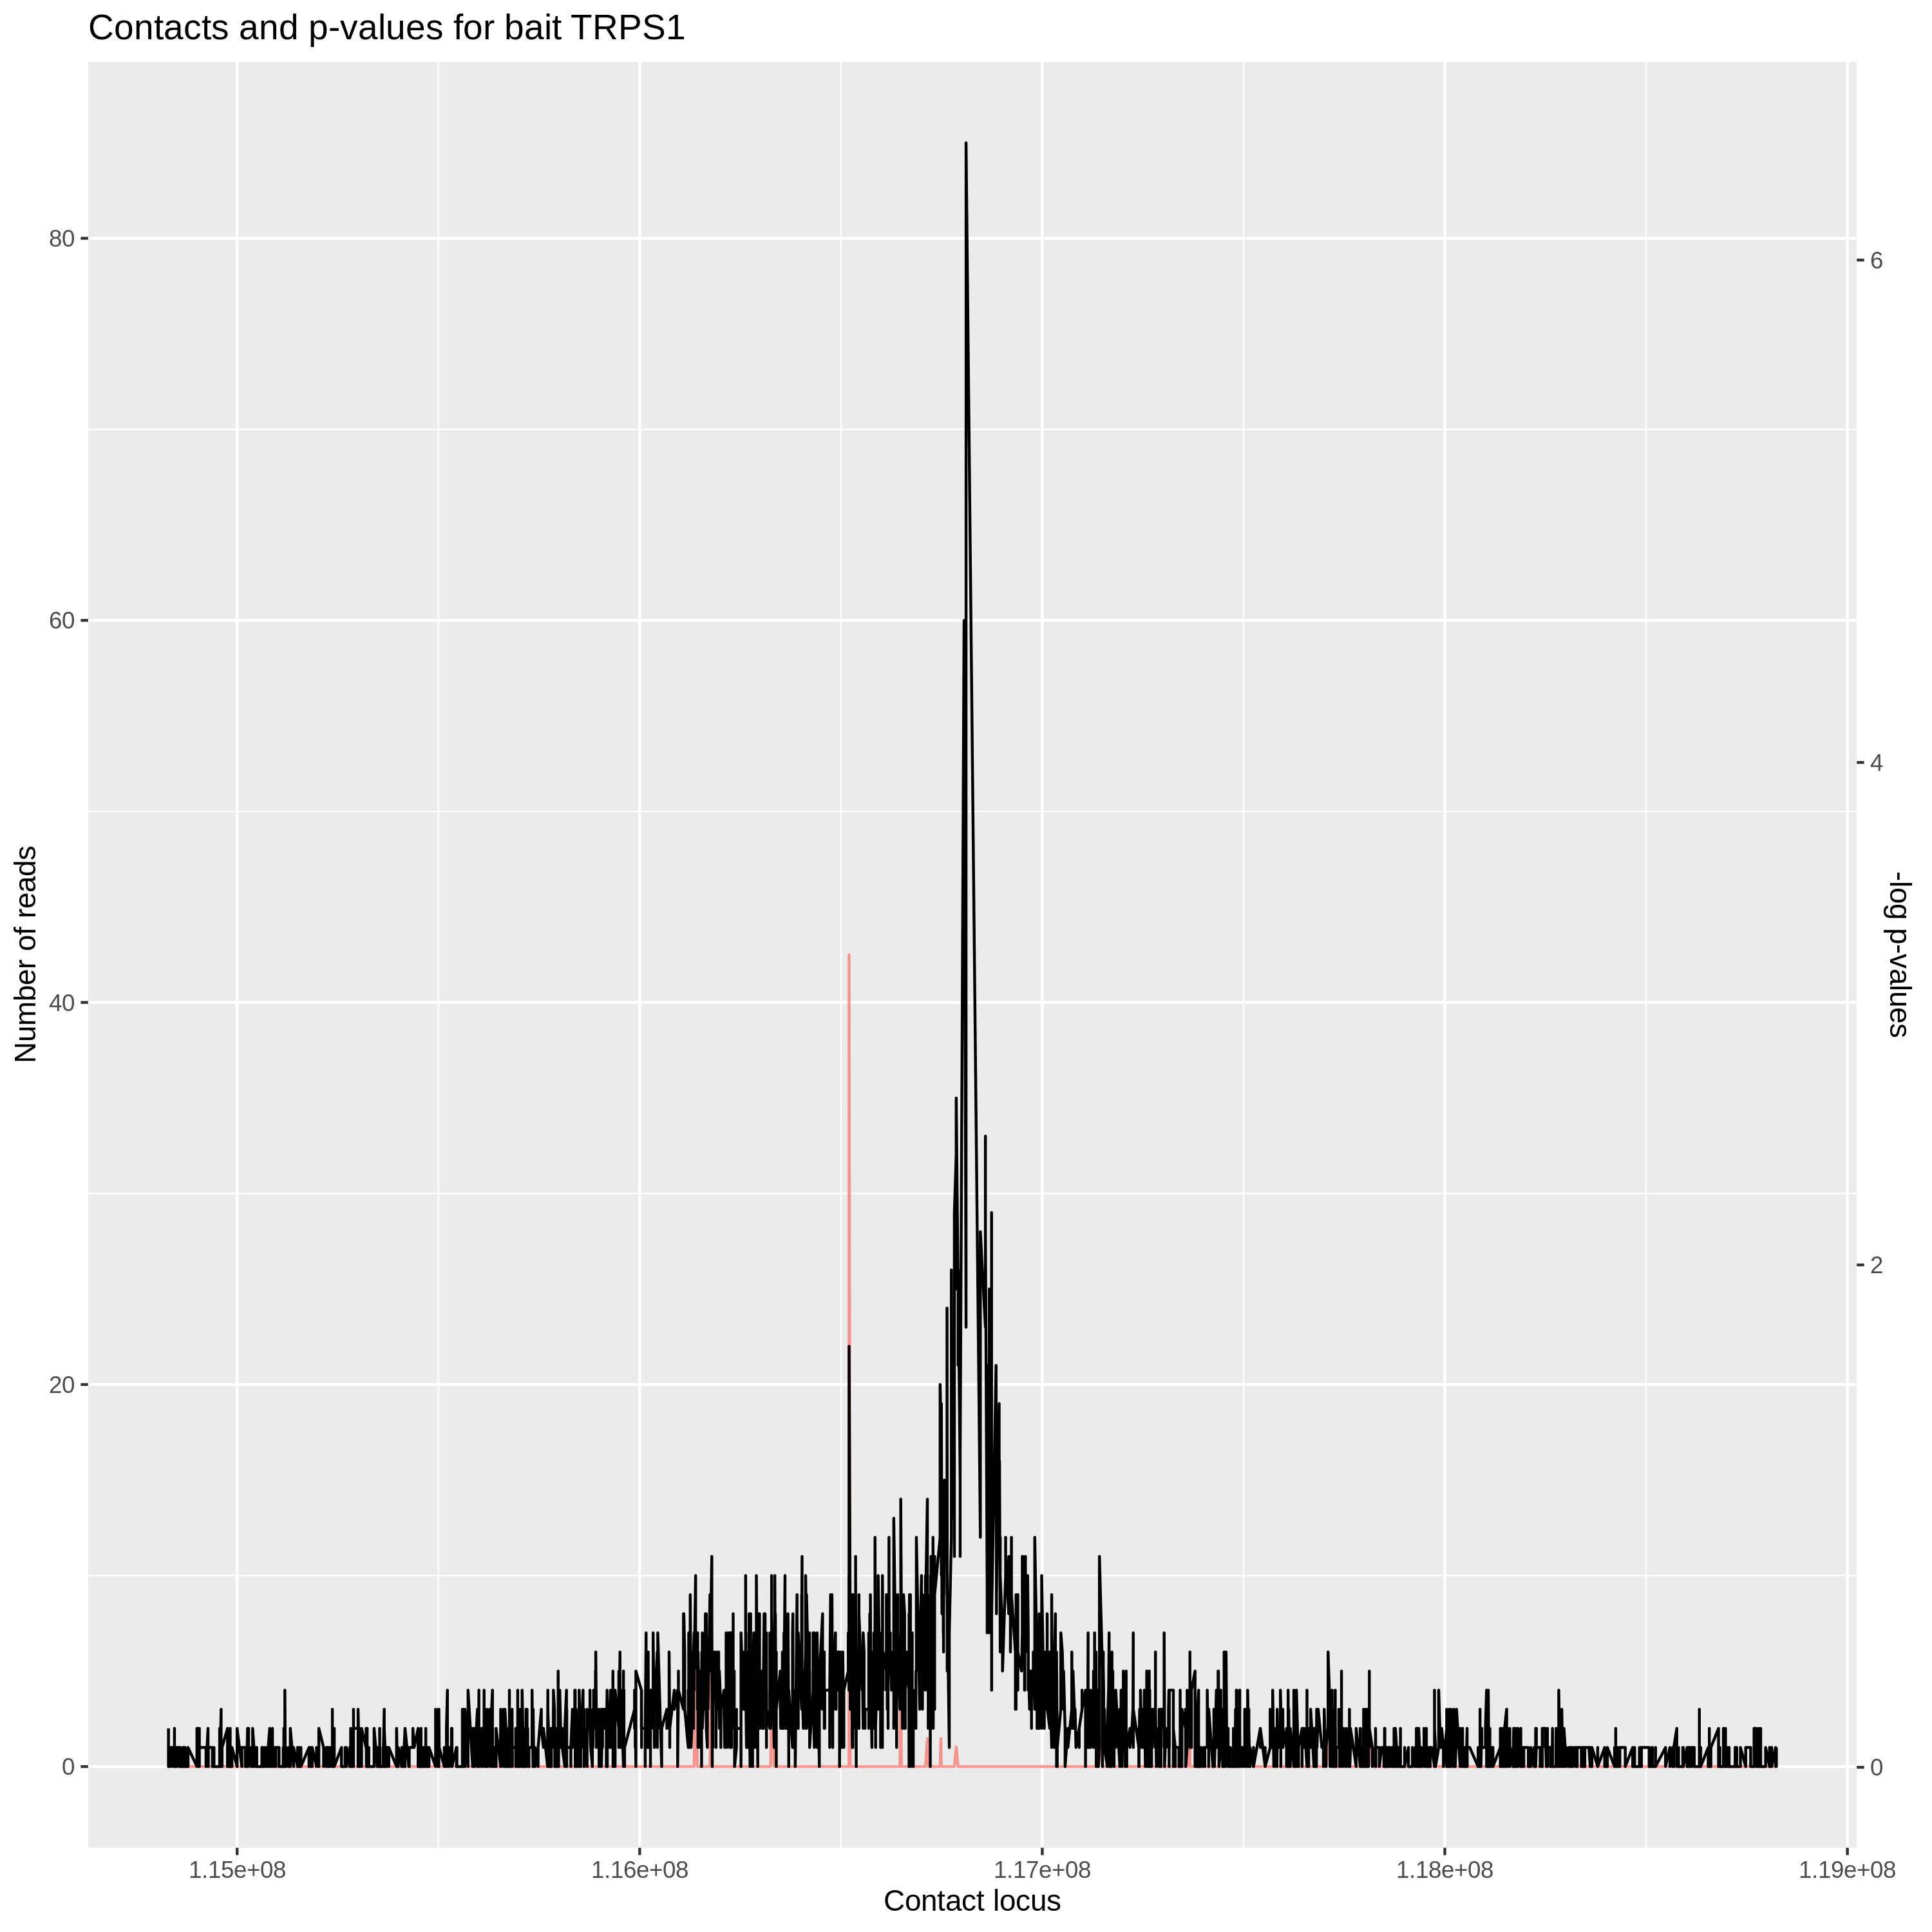 Contacts and p-values for bait TRPS1
80
60
40
20
0
Number of reads
6
4
2
0
-log p-values
1.15e+08
1.16e+08
1.17e+08
1.18e+08
1.19e+08
Contact locus